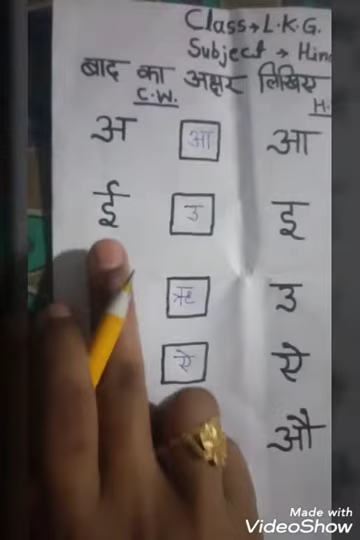 Class → L.K.G.
Subject → Hin
बाद का अक्षर लिखिए
C.W. H.
अ आ आ
ई उ इ
ऋ उ
ऐ ऐ
औ
Made with
VideoShow